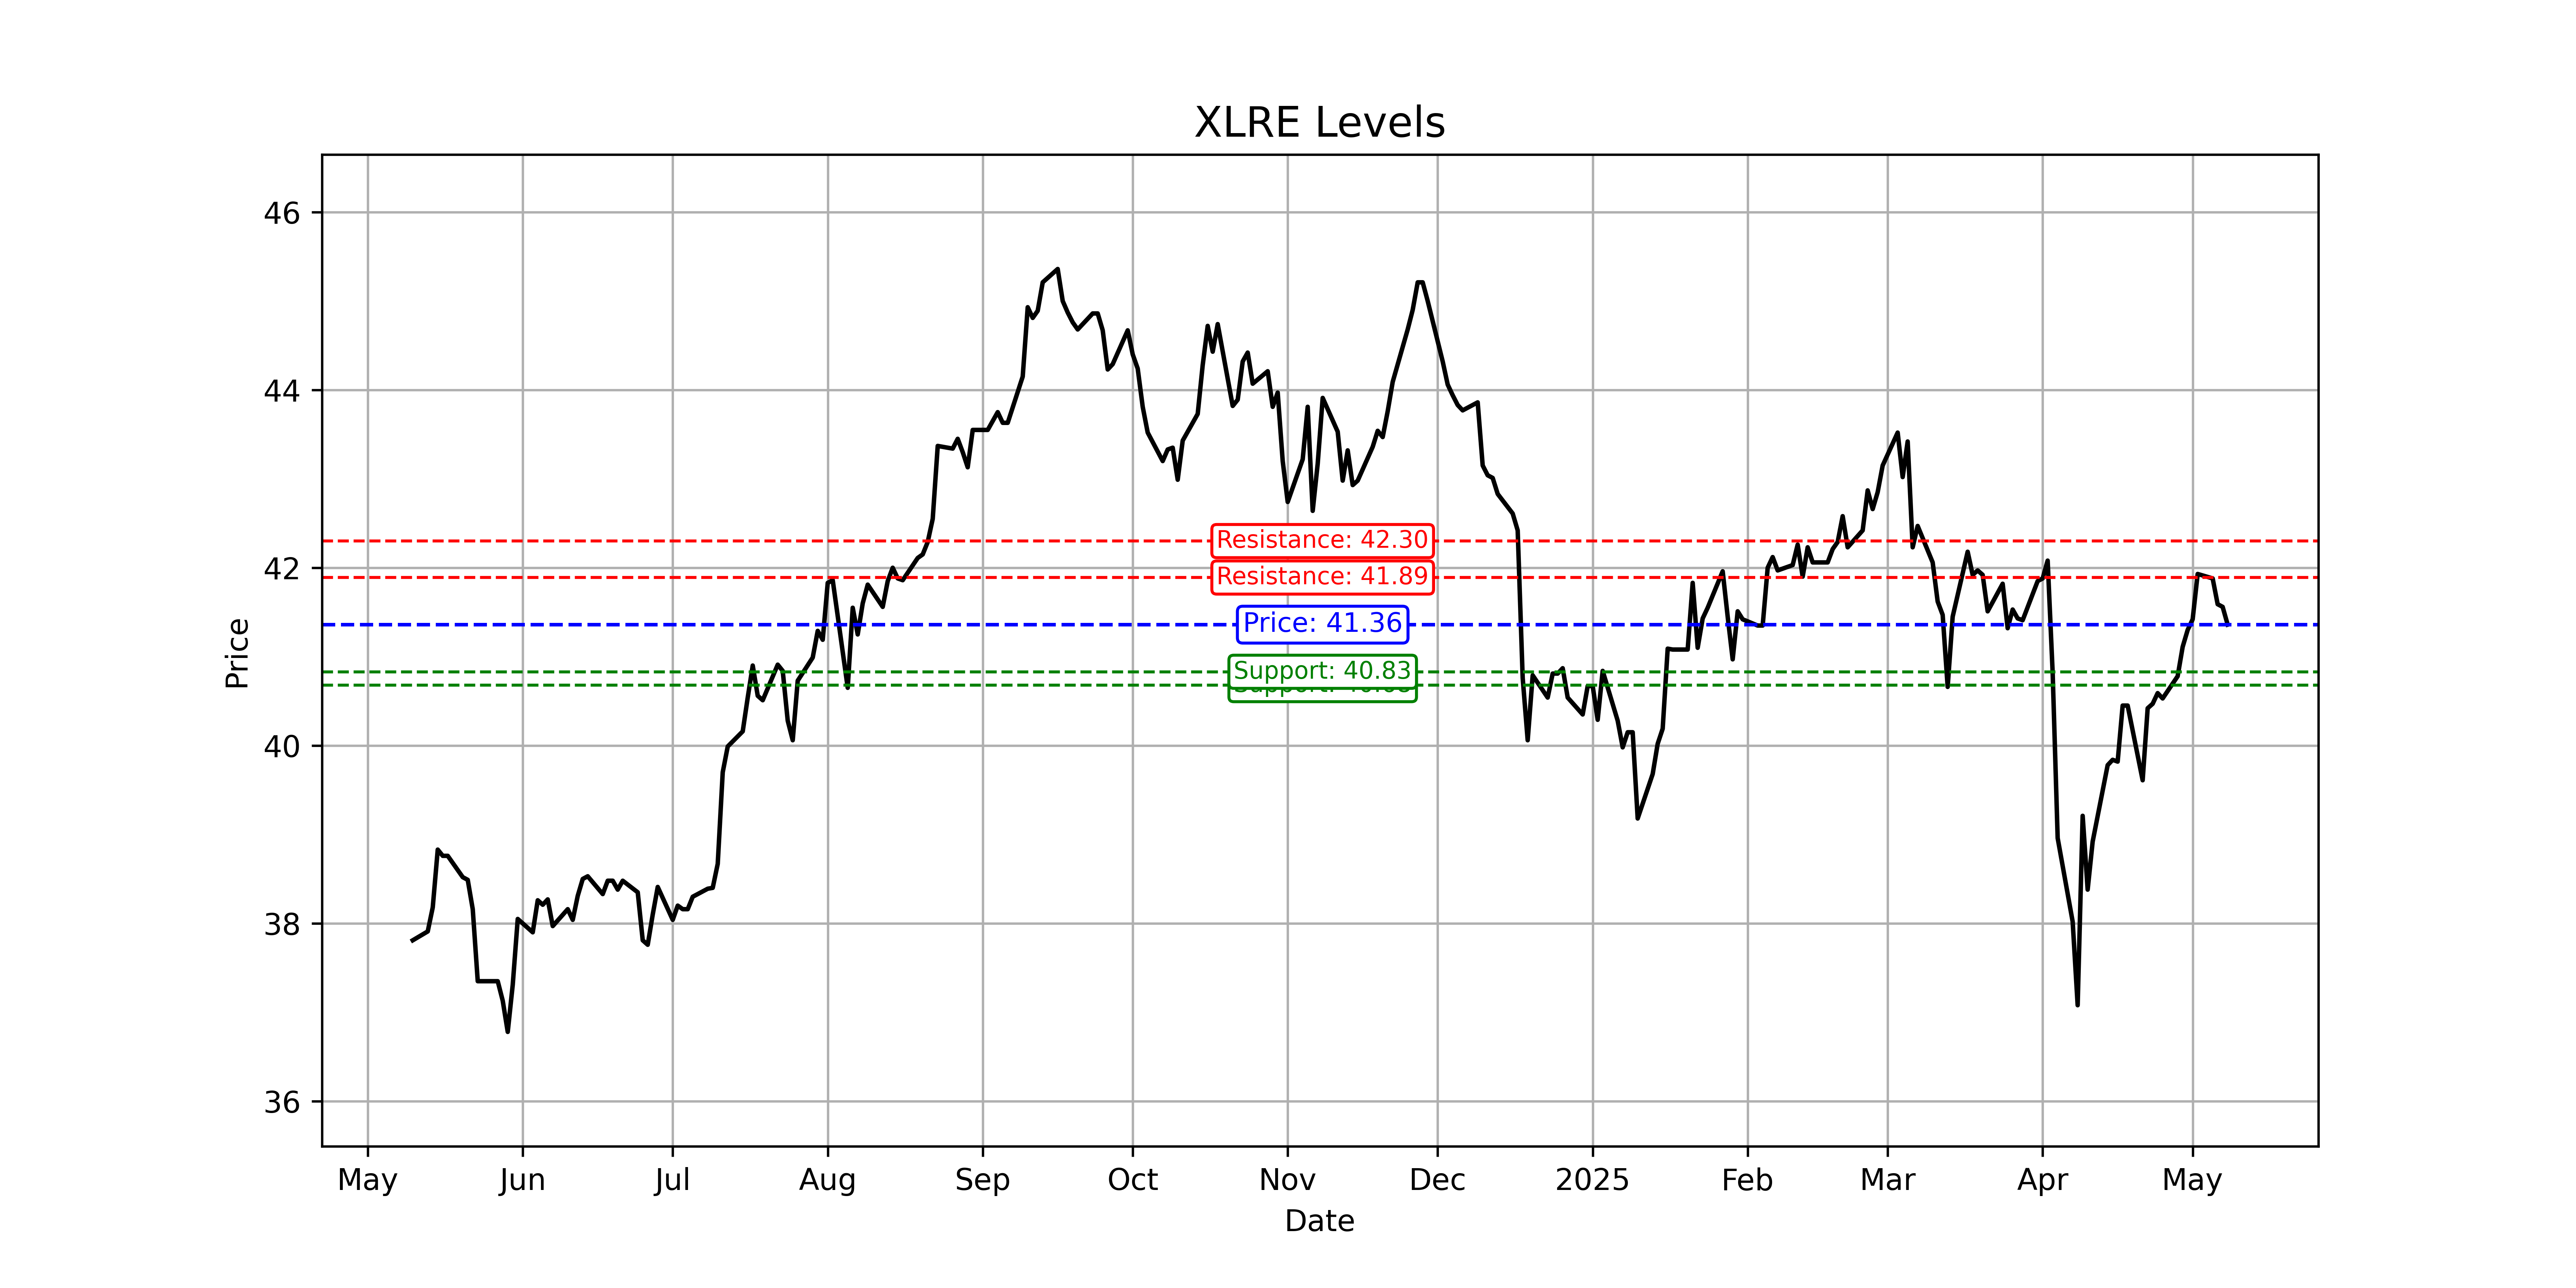 XLRE Levels
46
44
42
40
38
36
Price
Resistance: 42.30
Resistance: 41.89
Price: 41.36
Support: 40.83
May Jun Jul Aug Sep Oct Nov Dec 2025 Feb Mar Apr May
Date